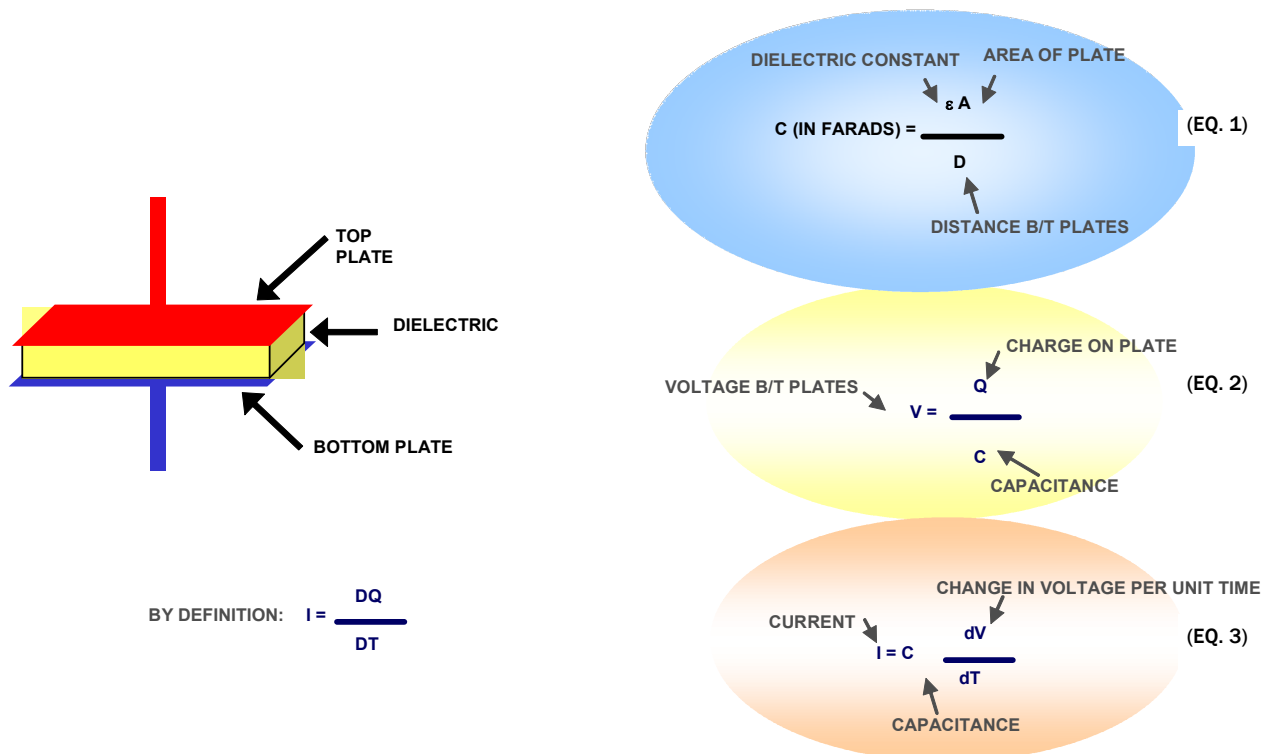 TOP
PLATE
DIELECTRIC
BOTTOM PLATE
BY DEFINITION: I = DQ
DT
DIELECTRIC CONSTANT
AREA OF PLATE
ε A
C (IN FARADS) =
D
DISTANCE B/T PLATES
(EQ. 1)
CHARGE ON PLATE
VOLTAGE B/T PLATES
Q
V =
C
CAPACITANCE
(EQ. 2)
CHANGE IN VOLTAGE PER UNIT TIME
CURRENT
dV
I = C
dT
CAPACITANCE
(EQ. 3)